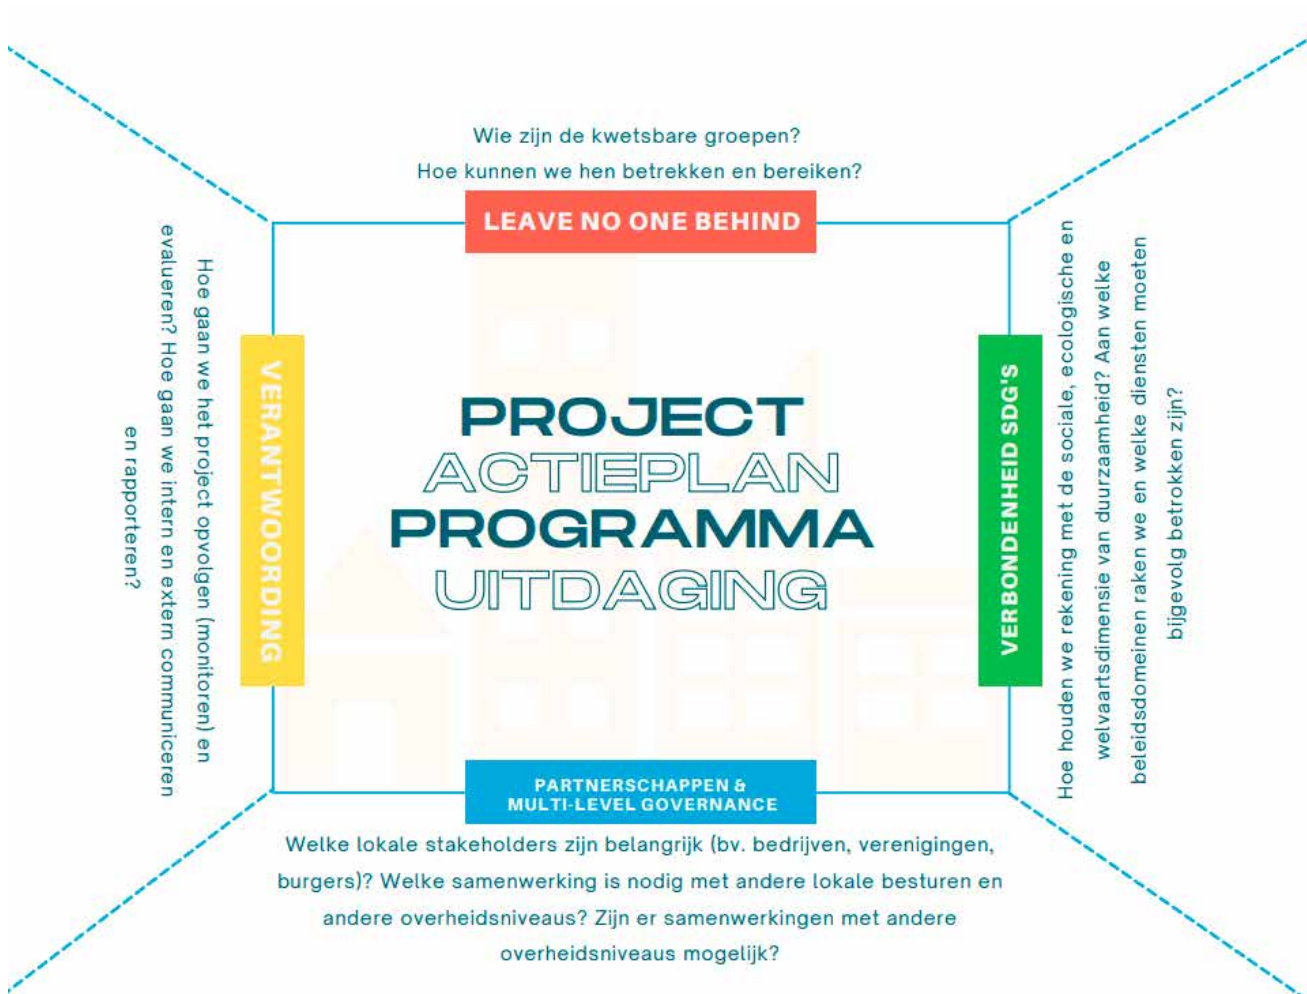 Wie zijn de kwetsbare groepen?
Hoe kunnen we hen betrekken en bereiken?
LEAVE NO ONE BEHIND
Hoe gaan we het project opvolgen (monitoren) en
evalueren? Hoe gaan we intern en extern communiceren
en rapporteren?
VERANTWOORDING
PROJECT
ACTIEPLAN
PROGRAMMA
UITDAGING
VERBONDENHEID SDG'S
Hoe houden we rekening met de sociale, ecologische en
welvaartsdimensie van duurzaamheid? Aan welke
beleidsdomeinen raken we en welke diensten moeten
bijgevolg betrokken zijn?
PARTNERSCHAPPEN &
MULTI-LEVEL GOVERNANCE
Welke lokale stakeholders zijn belangrijk (bv. bedrijven, verenigingen,
burgers)? Welke samenwerking is nodig met andere lokale besturen en
andere overheidsniveaus? Zijn er samenwerkingen met andere
overheidsniveaus mogelijk?